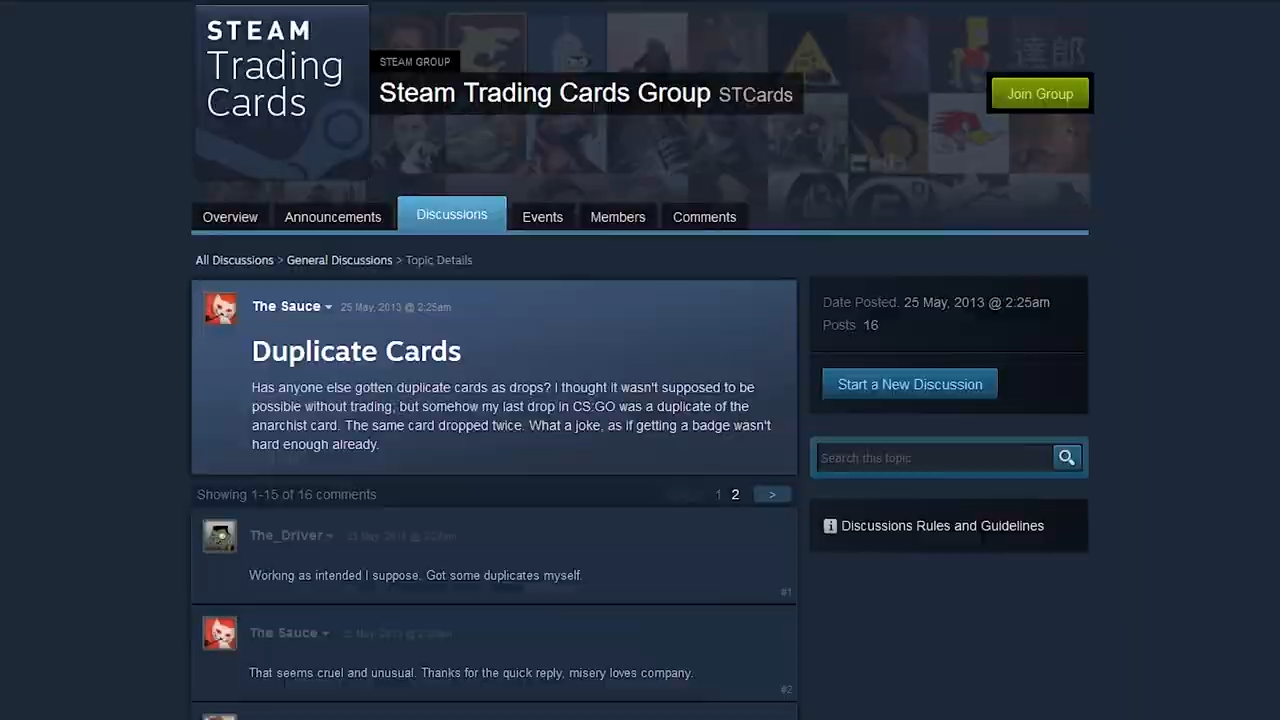 STEAM
Trading
Cards
STEAM GROUP
Steam Trading Cards Group STCards
達郎
Join Group
Overview
Announcements
Discussions
Events
Members
Comments
All Discussions > General Discussions > Topic Details
The Sauce
25 May, 2013 @ 2:25am
Duplicate Cards
Has anyone else gotten duplicate cards as drops? I thought it wasn't supposed to be
possible without trading, but somehow my last drop in CS:GO was a duplicate of the
anarchist card. The same card dropped twice. What a joke, as if getting a badge wasn't
hard enough already.
Date Posted: 25 May, 2013 @ 2:25am
Posts: 16
Start a New Discussion
Search this topic
Discussions Rules and Guidelines
Showing 1-15 of 16 comments
1 2 >
The_Driver
Working as intended I suppose. Got some duplicates myself.
#1
The Sauce
That seems cruel and unusual. Thanks for the quick reply, misery loves company.
#2